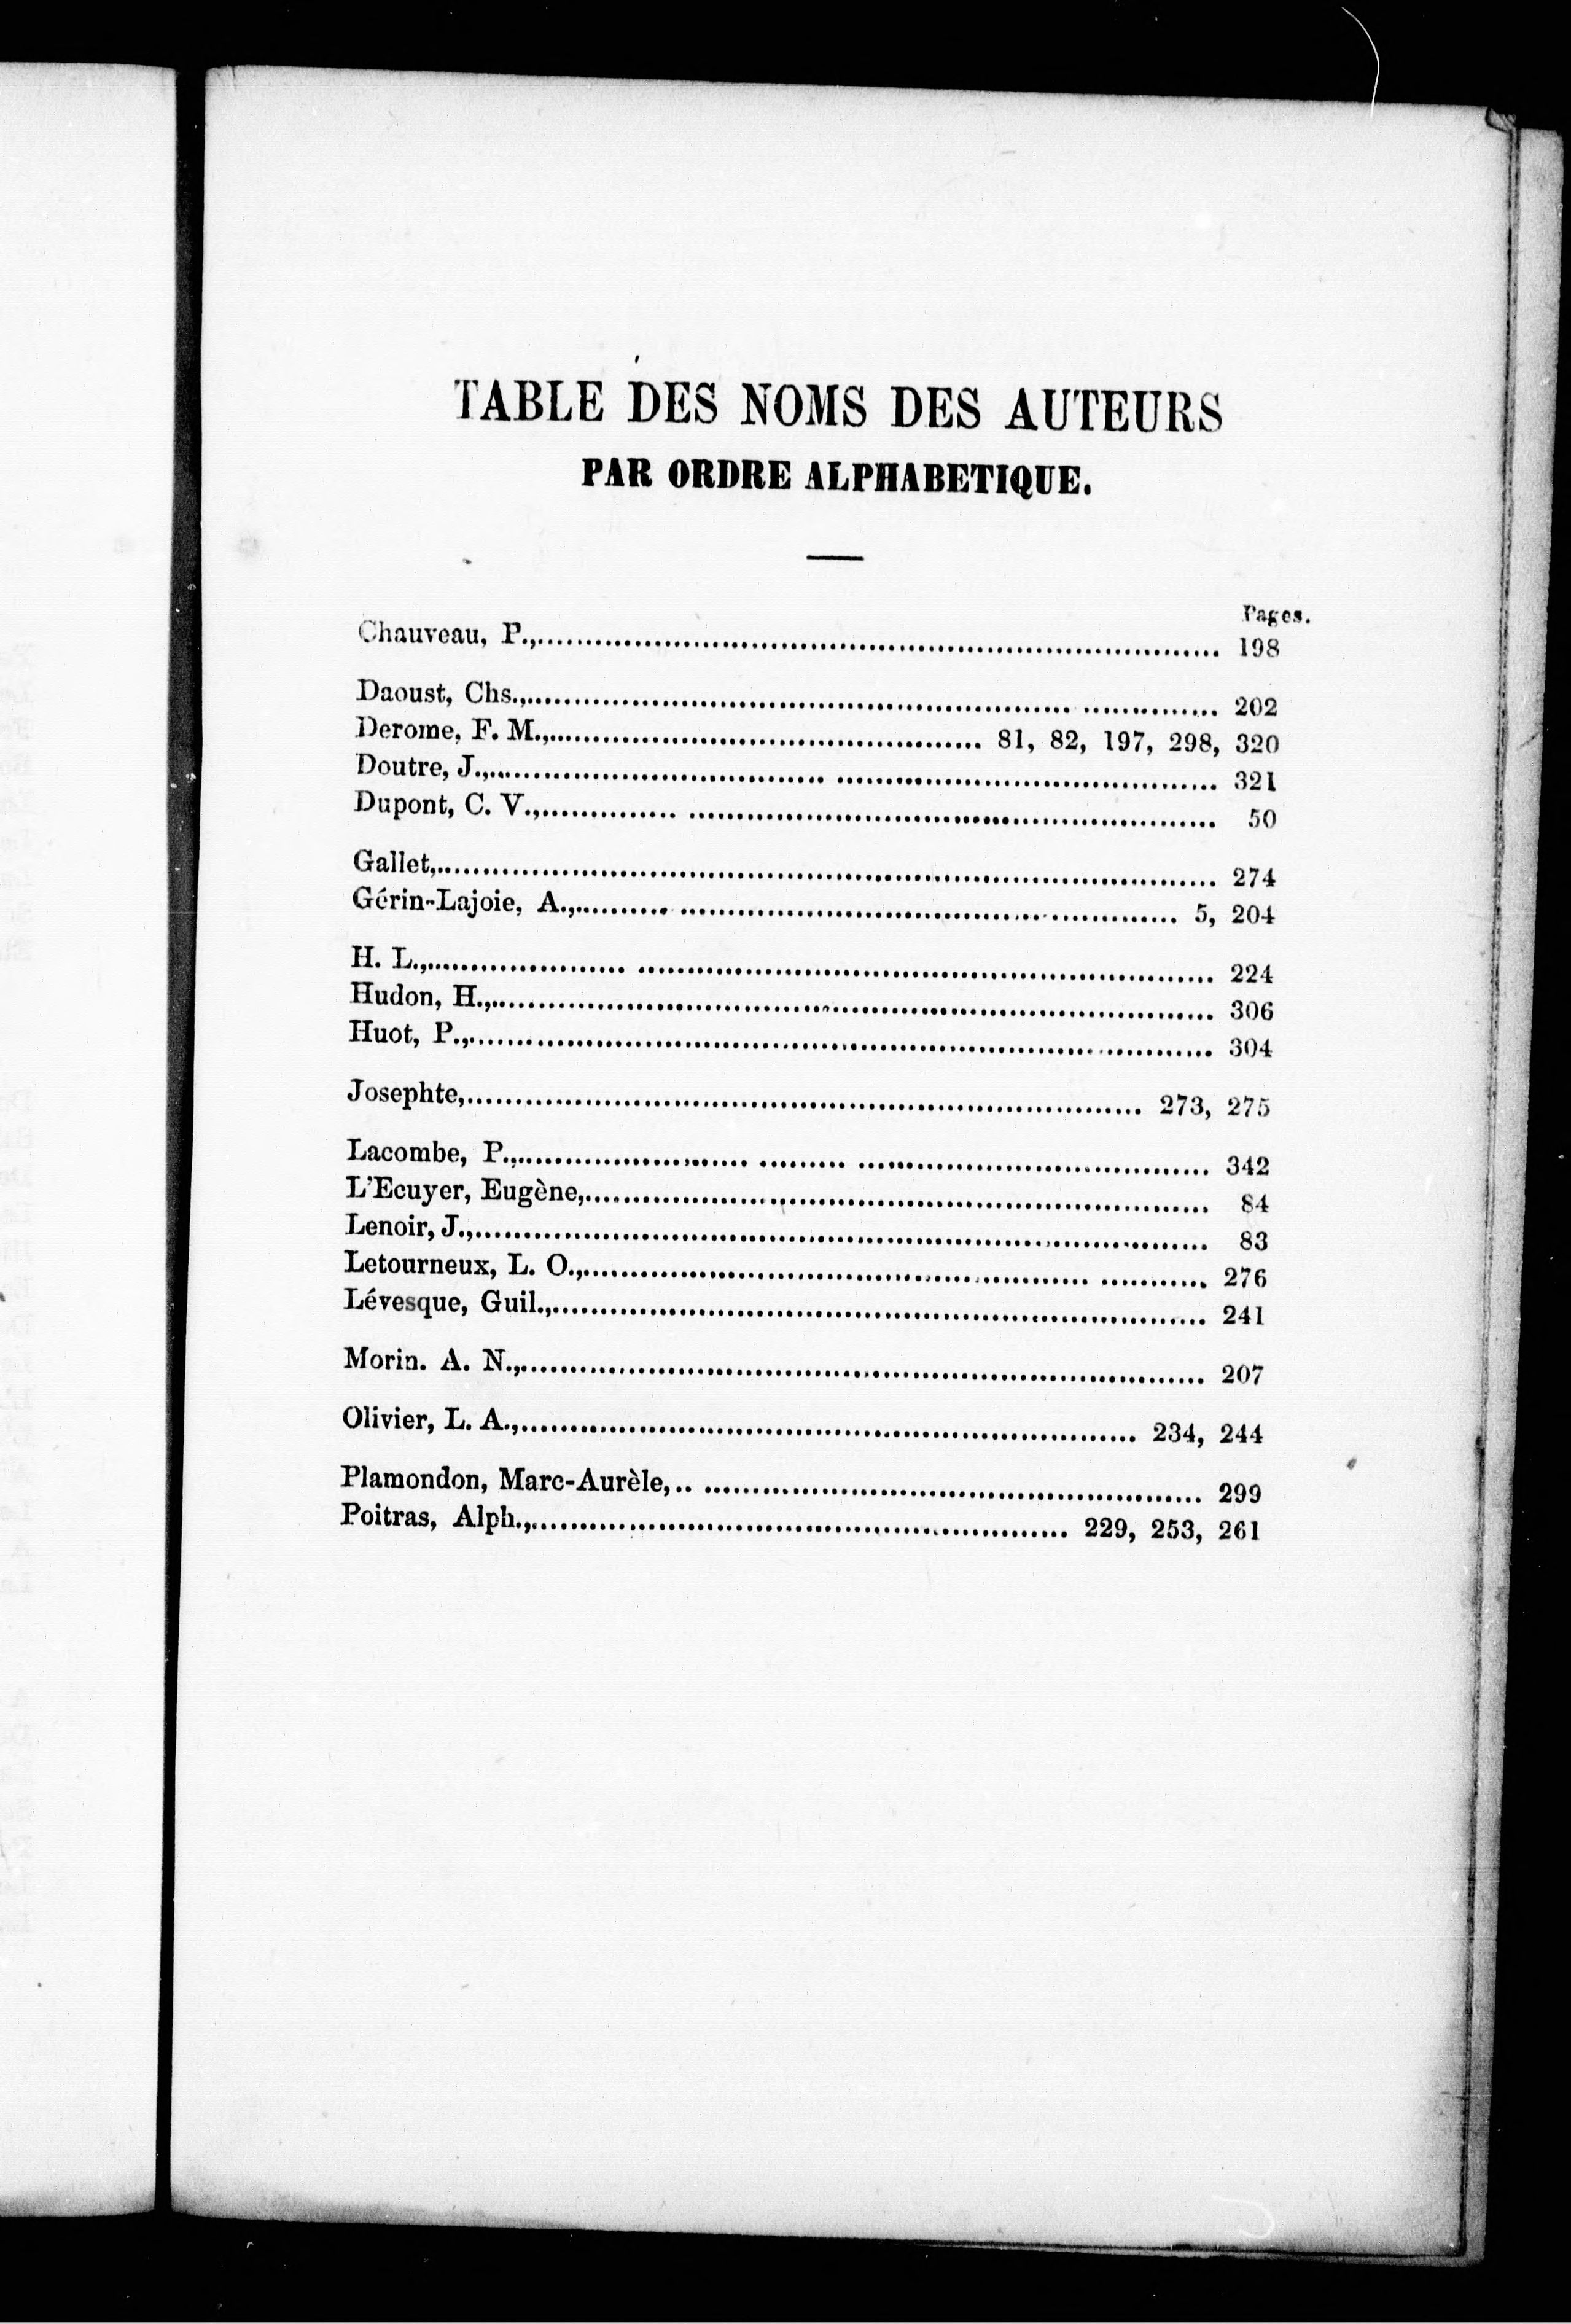 TABLE DES NOMS DES AUTEURS
PAR ORDRE ALPHABETIQUE.
Pages.
Chauveau, P.,........................................ 198
Daoust, Chs.,........................................ 202
Derome, F. M.,........................................ 81, 82, 197, 298, 320
Doutre, J.,........................................ 321
Dupont, C. V.,........................................ 50
Gallet,........................................ 274
Gérin-Lajoie, A.,........................................ 5, 204
H. L.,........................................ 224
Hudon, H.,........................................ 306
Huot, P.,........................................ 304
Josephte,........................................ 273, 275
Lacombe, P.,........................................ 342
L'Ecuyer, Eugène,........................................ 84
Lenoir, J.,........................................ 83
Letourneux, L. O.,........................................ 276
Lévesque, Guil.,........................................ 241
Morin. A. N.,........................................ 207
Olivier, L. A.,........................................ 234, 244
Plamondon, Marc-Aurèle,........................................ 299
Poitras, Alph.,........................................ 229, 253, 261